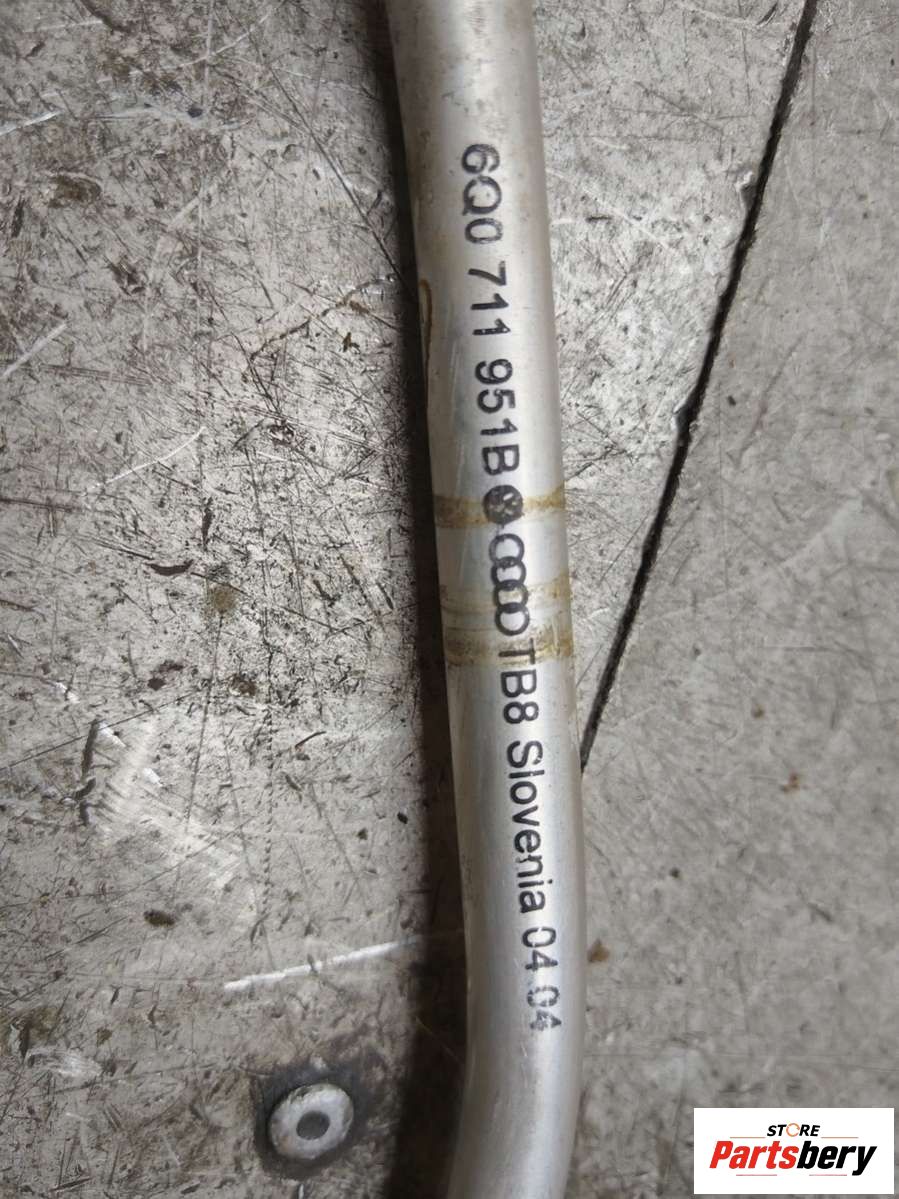 6Q0 711 951B TB8 Slovenia 04 04
STORE
Partsbery